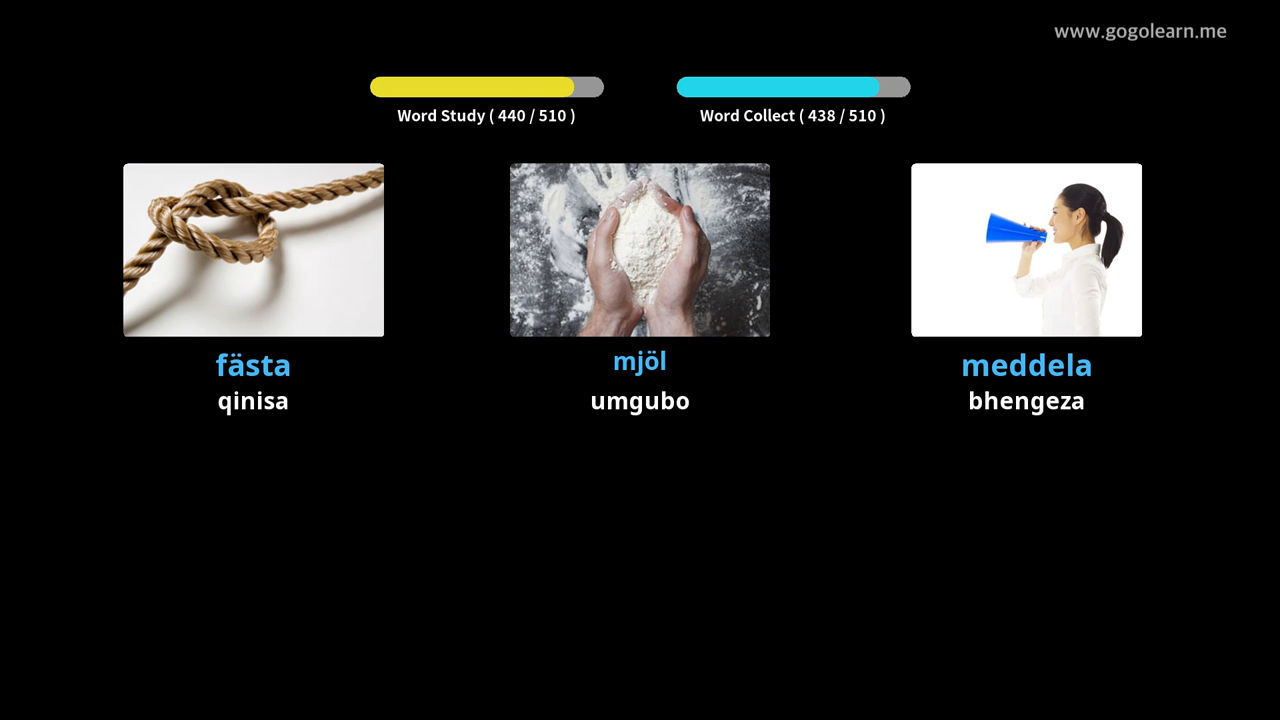 www.gogolearn.me
Word Study ( 440 / 510 )
Word Collect ( 438 / 510 )
fästa
qinisa
mjöl
umgubo
meddela
bhengeza